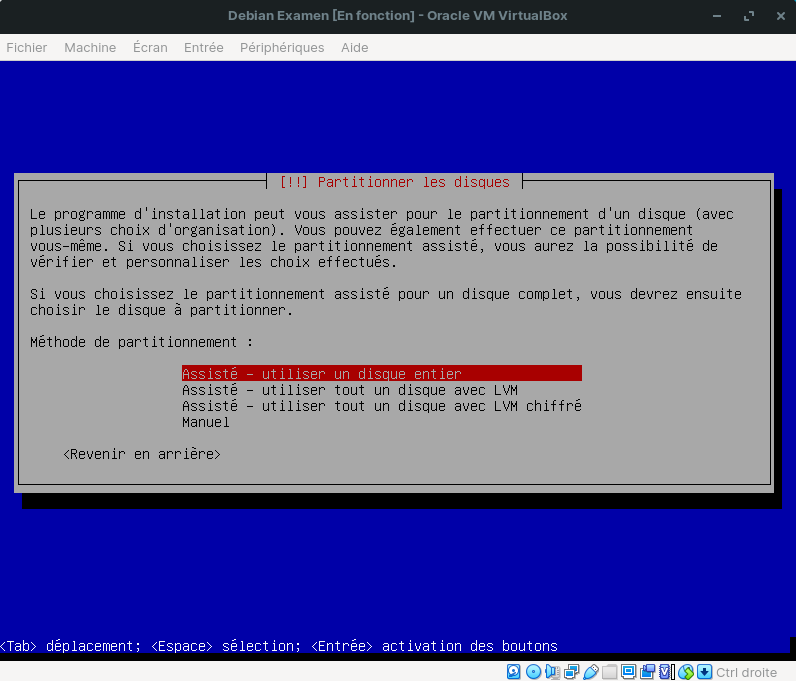 Debian Examen [En fonction] - Oracle VM VirtualBox
Fichier Machine Écran Entrée Périphériques Aide
[!!] Partitionner les disques
Le programme d'installation peut vous assister pour le partitionnement d'un disque (avec
plusieurs choix d'organisation). Vous pouvez également effectuer ce partitionnement
vous-même. Si vous choisissez le partitionnement assisté, vous aurez la possibilité de
vérifier et personnaliser les choix effectués.
Si vous choisissez le partitionnement assisté pour un disque complet, vous devrez ensuite
choisir le disque à partitionner.
Méthode de partitionnement :
Assisté - utiliser un disque entier
Assisté - utiliser tout un disque avec LVM
Assisté - utiliser tout un disque avec LVM chiffré
Manuel
<Revenir en arrière>
<Tab> déplacement; <Espace> sélection; <Entrée> activation des boutons
Ctrl droite